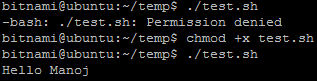 bitnami@ubuntu:~/temp$ ./test.sh
-bash: ./test.sh: Permission denied
bitnami@ubuntu:~/temp$ chmod +x test.sh
bitnami@ubuntu:~/temp$ ./test.sh
Hello Manoj